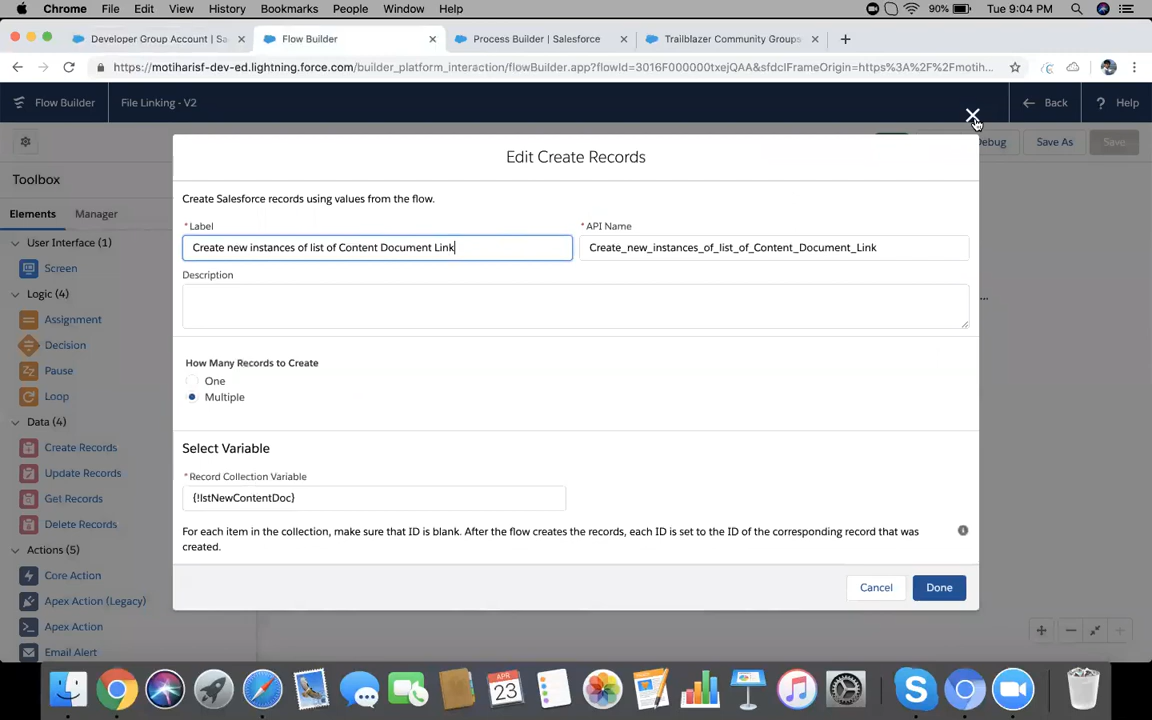 Chrome File Edit View History Bookmarks People Window Help 90% Tue 9:04 PM
Developer Group Account | Sa Flow Builder Process Builder | Salesforce Trailblazer Community Groups
https://motiharisf-dev-ed.lightning.force.com/builder_platform_interaction/flowBuilder.app?flowId=3016F000000txejQAA&sfdcIFrameOrigin=https%3A%2F%2Fmotih...
Flow Builder File Linking - V2 Back ? Help
Debug Save As Save
Edit Create Records
Toolbox
Elements Manager
Create Salesforce records using values from the flow.
* Label * API Name
User Interface (1)
Create new instances of list of Content Document Link Create_new_instances_of_list_of_Content_Document_Link
Screen
Description
Logic (4)
...
Assignment
Decision
How Many Records to Create
Pause
One
Loop
Multiple
Data (4)
Create Records
Select Variable
Update Records
* Record Collection Variable
Get Records
{!lstNewContentDoc}
Delete Records
For each item in the collection, make sure that ID is blank. After the flow creates the records, each ID is set to the ID of the corresponding record that was
created.
Actions (5)
Core Action
Cancel Done
Apex Action (Legacy)
Apex Action
Email Alert
APR
23